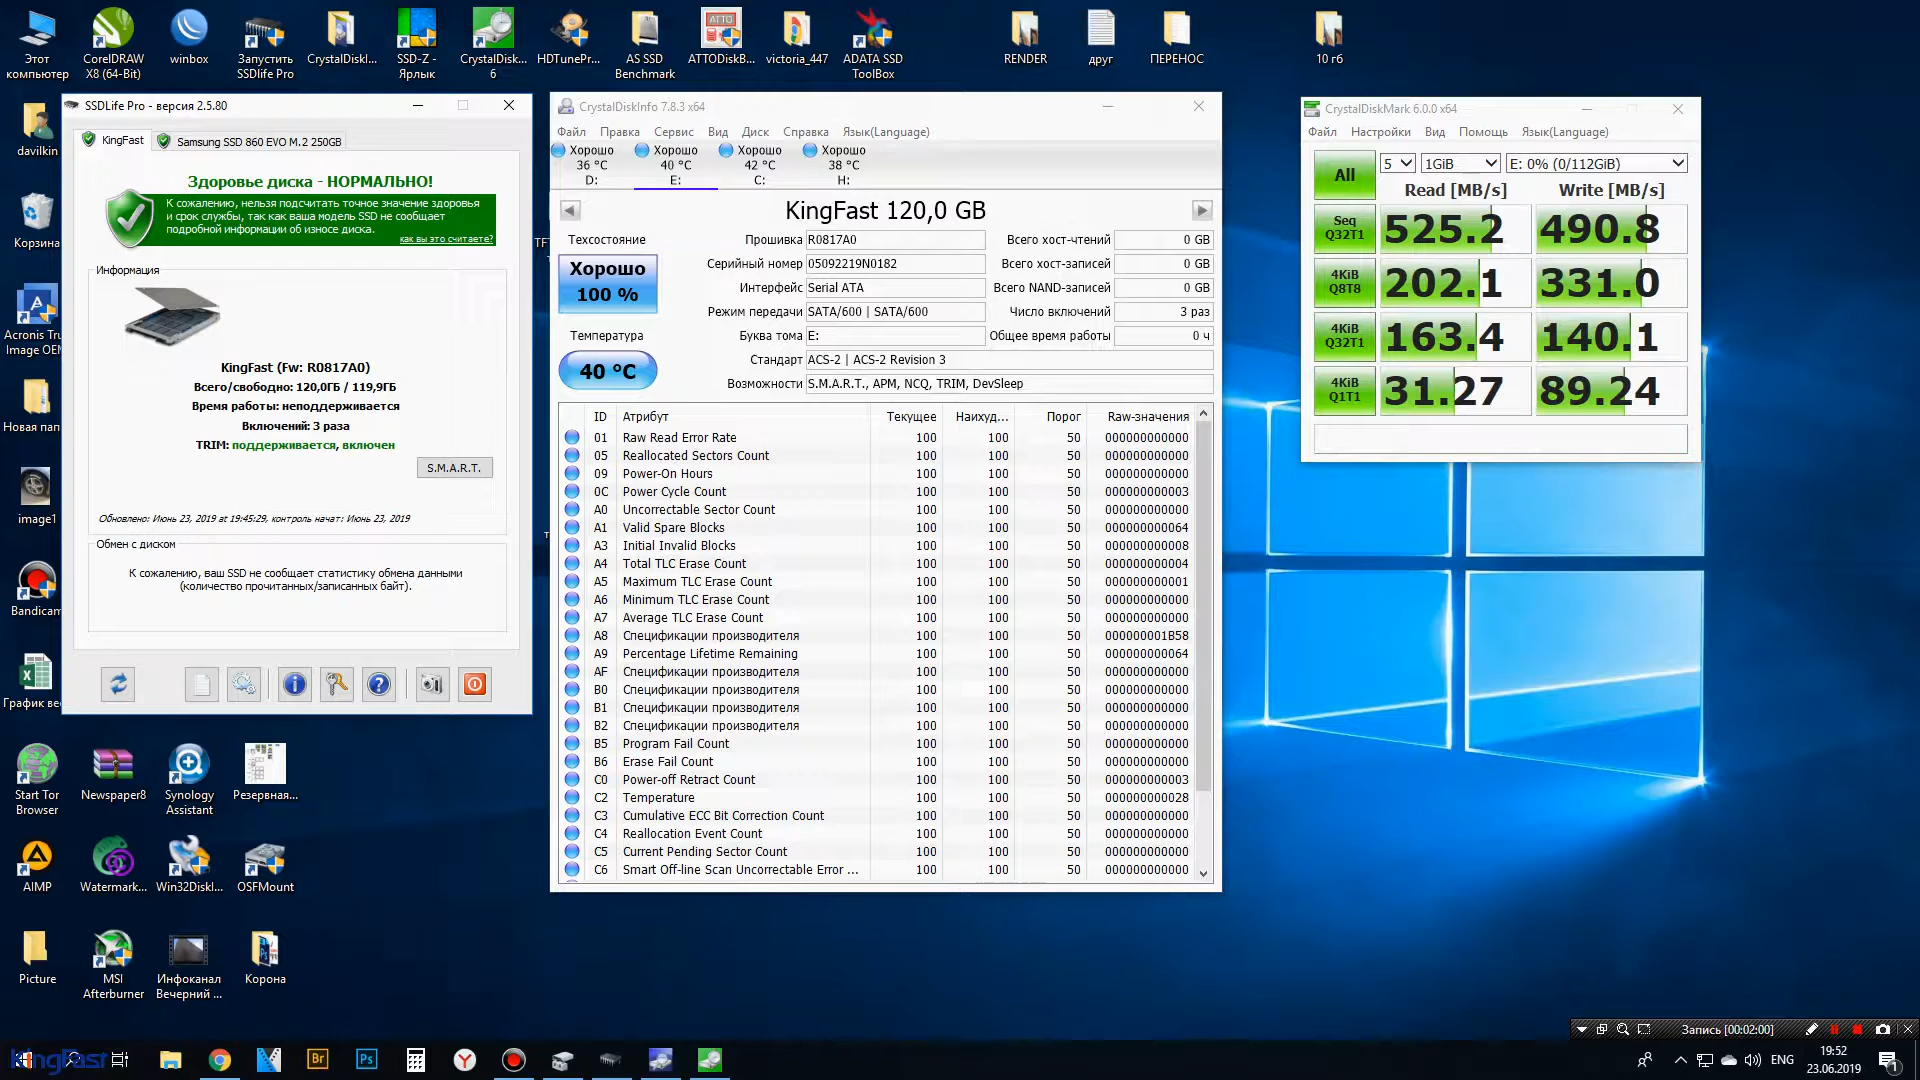 Этот компьютер
CorelDRAW X8 (64-Bit)
winbox
Запустить SSDlife Pro
CrystalDiskI...
SSD-Z - Ярлык
CrystalDisk... 6
HDTunePr...
AS SSD Benchmark
ATTODiskB...
victoria_447
ADATA SSD ToolBox
RENDER
друг
ПЕРЕНОС
10 гб
davilkin
Корзина
Acronis Tru
Image OEM
Новая пап
image1
Bandicam
График вес
SSDLife Pro - версия 2.5.80
KingFast
Samsung SSD 860 EVO M.2 250GB
Здоровье диска - НОРМАЛЬНО!
К сожалению, нельзя подсчитать точное значение здоровья
и срок службы, так как ваша модель SSD не сообщает
подробной информации об износе диска.
как вы это считаете?
Информация
KingFast (Fw: R0817A0)
Всего/свободно: 120,0ГБ / 119,9ГБ
Время работы: неподдерживается
Включений: 3 раза
TRIM: поддерживается, включен
S.M.A.R.T.
Обновлено: Июнь 23, 2019 at 19:45:29, контроль начат: Июнь 23, 2019
Обмен с диском
К сожалению, ваш SSD не сообщает статистику обмена данными
(количество прочитанных/записанных байт).
CrystalDiskInfo 7.8.3 x64
Файл Правка Сервис Вид Диск Справка Язык(Language)
Хорошо Хорошо Хорошо Хорошо
36 °C 40 °C 42 °C 38 °C
D: E: C: H:
KingFast 120,0 GB
Техсостояние
Хорошо
100 %
Температура
40 °C
Прошивка R0817A0
Серийный номер 05092219N0182
Интерфейс Serial ATA
Режим передачи SATA/600 | SATA/600
Буква тома E:
Стандарт ACS-2 | ACS-2 Revision 3
Возможности S.M.A.R.T., APM, NCQ, TRIM, DevSleep
Всего хост-чтений 0 GB
Всего хост-записей 0 GB
Всего NAND-записей 0 GB
Число включений 3 раз
Общее время работы 0 ч
ID Атрибут Текущее Наихуд... Порог Raw-значения
01 Raw Read Error Rate 100 100 50 000000000000
05 Reallocated Sectors Count 100 100 50 000000000000
09 Power-On Hours 100 100 50 000000000000
0C Power Cycle Count 100 100 50 000000000003
A0 Uncorrectable Sector Count 100 100 50 000000000000
A1 Valid Spare Blocks 100 100 50 000000000064
A3 Initial Invalid Blocks 100 100 50 000000000008
A4 Total TLC Erase Count 100 100 50 000000000004
A5 Maximum TLC Erase Count 100 100 50 000000000001
A6 Minimum TLC Erase Count 100 100 50 000000000000
A7 Average TLC Erase Count 100 100 50 000000000000
A8 Спецификации производителя 100 100 50 000000001B58
A9 Percentage Lifetime Remaining 100 100 50 000000000064
AF Спецификации производителя 100 100 50 000000000000
B0 Спецификации производителя 100 100 50 000000000000
B1 Спецификации производителя 100 100 50 000000000000
B2 Спецификации производителя 100 100 50 000000000000
B5 Program Fail Count 100 100 50 000000000000
B6 Erase Fail Count 100 100 50 000000000000
C0 Power-off Retract Count 100 100 50 000000000003
C2 Temperature 100 100 50 000000000028
C3 Cumulative ECC Bit Correction Count 100 100 50 000000000000
C4 Reallocation Event Count 100 100 50 000000000000
C5 Current Pending Sector Count 100 100 50 000000000000
C6 Smart Off-line Scan Uncorrectable Error ... 100 100 50 000000000000
CrystalDiskMark 6.0.0 x64
Файл Настройки Вид Помощь Язык(Language)
All 5 1GiB E: 0% (0/112GiB)
Read [MB/s] Write [MB/s]
Seq Q32T1 525.2 490.8
4KiB Q8T8 202.1 331.0
4KiB Q32T1 163.4 140.1
4KiB Q1T1 31.27 89.24
Start Tor Browser
Newspaper8
Synology Assistant
Резервная...
AIMP
Watermark...
Win32DiskI...
OSFMount
Picture
MSI Afterburner
Инфоканал Вечерний ...
Корона
Запись [00:02:00]
KingFast
Br
Ps
ENG
19:52
23.06.2019
1